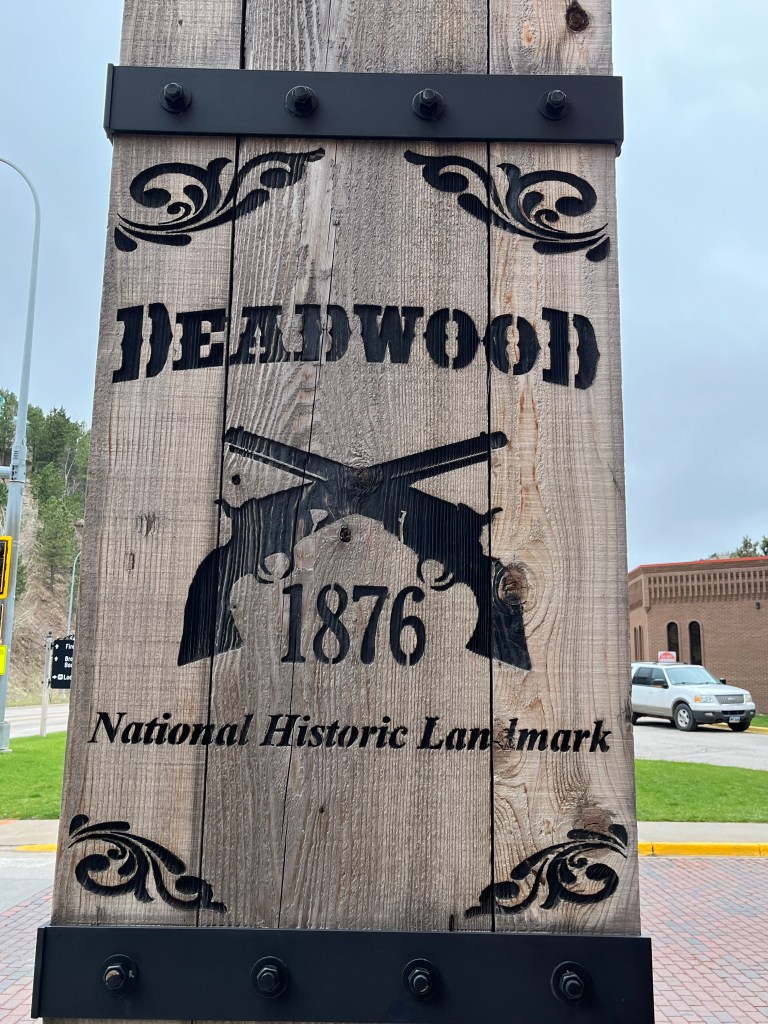 DEADWOOD
1876
National Historic Landmark